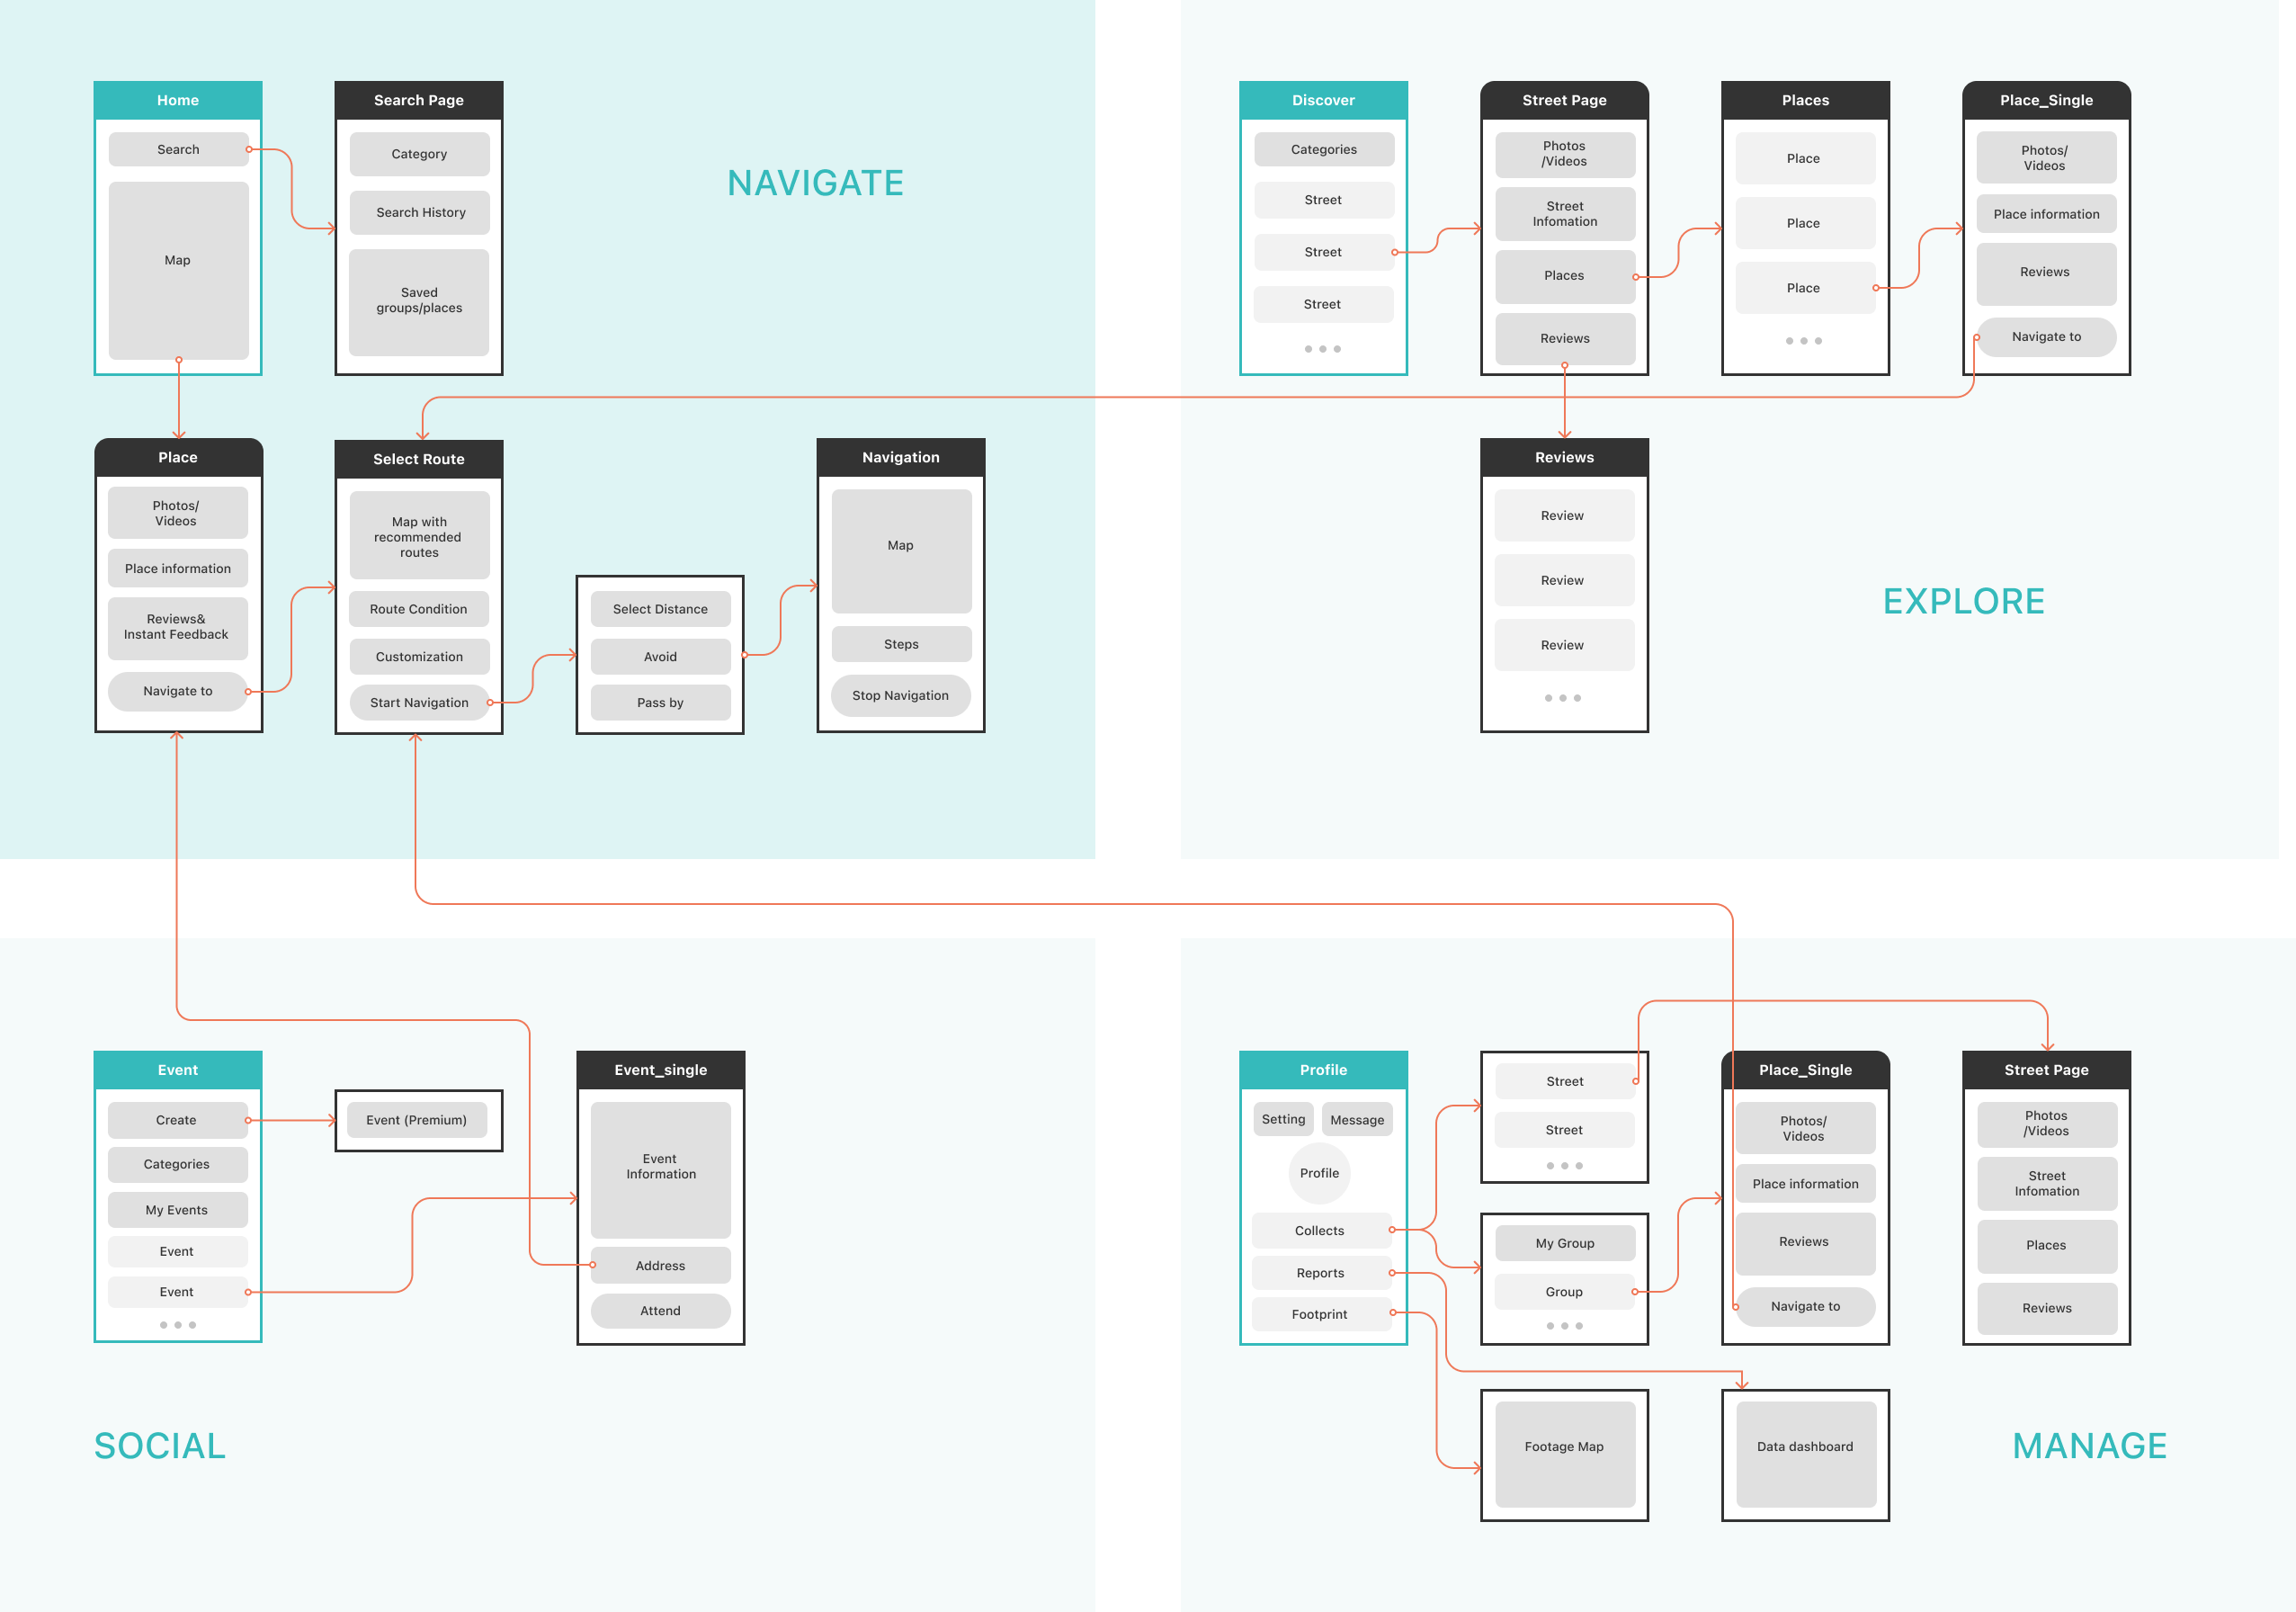 NAVIGATE
Home
Search
Map
Search Page
Category
Search History
Saved
groups/places
Place
Photos/
Videos
Place information
Reviews&
Instant Feedback
Navigate to
Select Route
Map with
recommended
routes
Route Condition
Customization
Start Navigation
Select Distance
Avoid
Pass by
Navigation
Map
Steps
Stop Navigation
EXPLORE
Discover
Categories
Street
Street
Street
Street Page
Photos
/Videos
Street
Infomation
Places
Reviews
Places
Place
Place
Place
Place_Single
Photos/
Videos
Place information
Reviews
Navigate to
Reviews
Review
Review
Review
SOCIAL
Event
Create
Categories
My Events
Event
Event
Event (Premium)
Event_single
Event
Information
Address
Attend
MANAGE
Profile
Setting
Message
Profile
Collects
Reports
Footprint
Street
Street
My Group
Group
Place_Single
Photos/
Videos
Place information
Reviews
Navigate to
Street Page
Photos
/Videos
Street
Infomation
Places
Reviews
Footage Map
Data dashboard